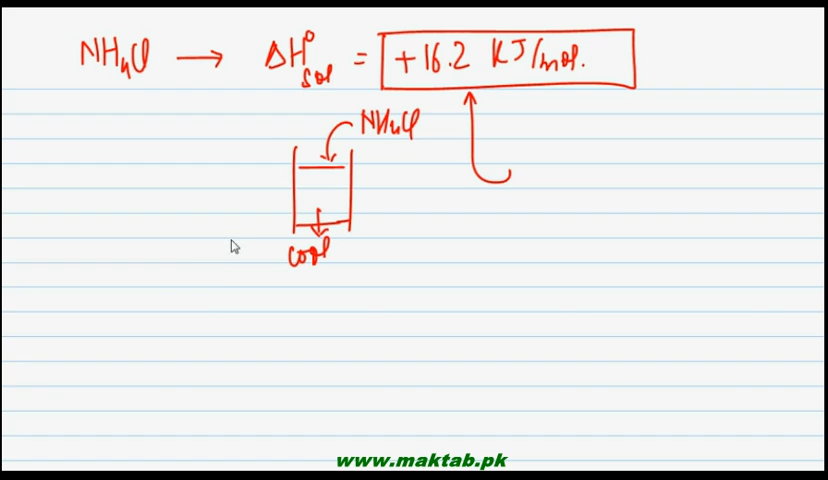 NH₄Cl → ΔH°sol = +16.2 KJ/mol.
NH₄Cl
cool
www.maktab.pk